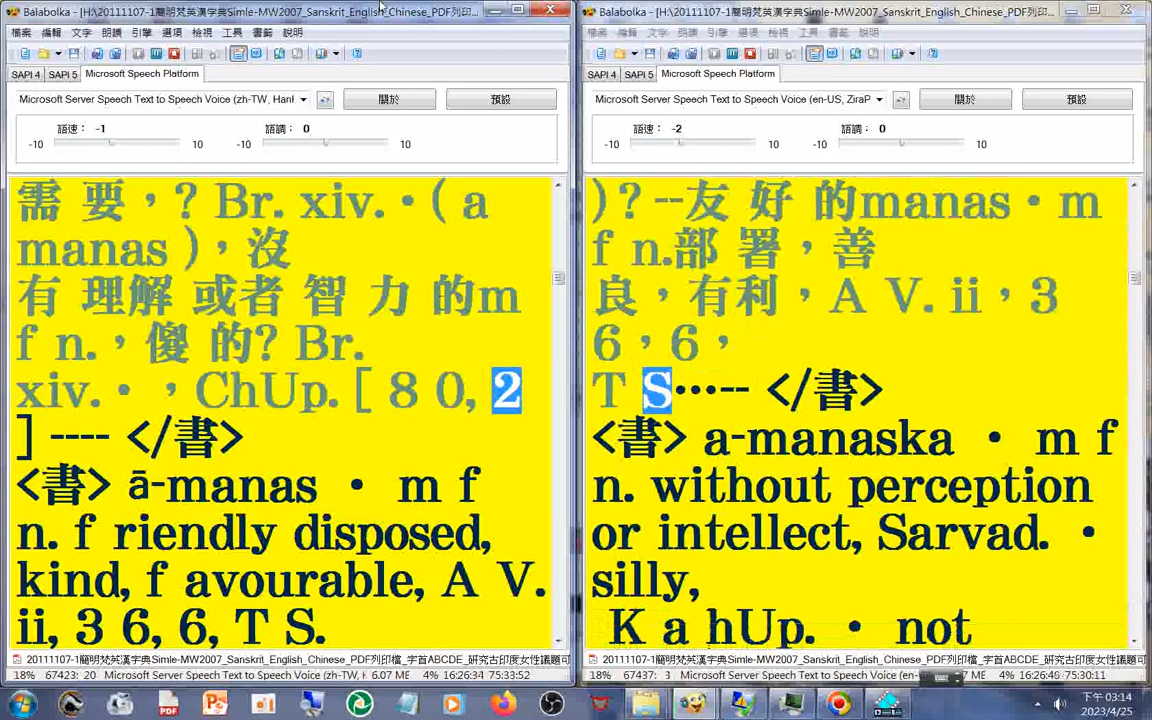 Balabolka - [H:\20111107-1簡明梵英漢字典Simle-MW2007_Sanskrit_English_Chinese_PDF列印...
檔案 編輯 文字 朗讀 引擎 選項 檢視 工具 書籤 說明
SAPI 4 SAPI 5 Microsoft Speech Platform
Microsoft Server Speech Text to Speech Voice (zh-TW, HanH
關於 預設
語速： -1 語調： 0
-10 10 -10 10
需 要，? Br. xiv.·( a
manas )，沒
有 理解 或者 智 力 的m
f n.，傻 的? Br.
xiv.· ，ChUp. [ 8 0, 2
] ---- </書>
<書> ā-manas · m f
n. f riendly disposed,
kind, f avourable, A V.
ii, 3 6, 6, T S.
20111107-1簡明梵英漢字典Simle-MW2007_Sanskrit_English_Chinese_PDF列印檔_字首ABCDE_研究古印度女性議題可
18% 67423: 20 Microsoft Server Speech Text to Speech Voice (zh-TW, H 6.07 ME 4% 16:26:34 75:33:52
Balabolka - [H:\20111107-1簡明梵英漢字典Simle-MW2007_Sanskrit_English_Chinese_PDF列印...
檔案 編輯 文字 朗讀 引擎 選項 檢視 工具 書籤 說明
SAPI 4 SAPI 5 Microsoft Speech Platform
Microsoft Server Speech Text to Speech Voice (en-US, ZiraP
關於 預設
語速： -2 語調： 0
-10 10 -10 10
)? --友 好 的manas·m
f n.部 署，善
良，有利，A V. ii，3
6，6，
T S…-- </書>
<書> a-manaska · m f
n. without perception
or intellect, Sarvad. ·
silly,
K a hUp. · not
20111107-1簡明梵英漢字典Simle-MW2007_Sanskrit_English_Chinese_PDF列印檔_字首ABCDE_研究古印度女性議題可
18% 67437: 3 Microsoft Server Speech Text to Speech Voice 4% 16:26:48 75:30:11
下午 03:14
2023/4/25